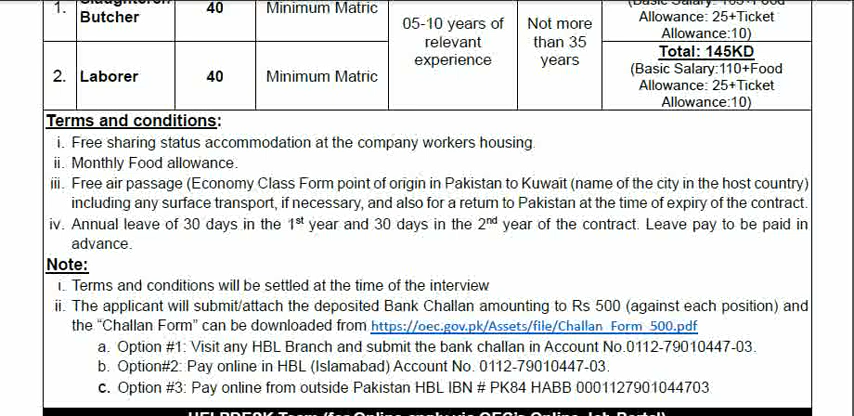 1. Butcher 40 Minimum Matric 05-10 years of relevant experience Not more than 35 years Allowance: 25+Ticket Allowance:10)
2. Laborer 40 Minimum Matric Total: 145KD (Basic Salary:110+Food Allowance: 25+Ticket Allowance:10)
Terms and conditions:
i. Free sharing status accommodation at the company workers housing.
ii. Monthly Food allowance.
iii. Free air passage (Economy Class Form point of origin in Pakistan to Kuwait (name of the city in the host country)
including any surface transport, if necessary, and also for a return to Pakistan at the time of expiry of the contract.
iv. Annual leave of 30 days in the 1st year and 30 days in the 2nd year of the contract. Leave pay to be paid in
advance.
Note:
i. Terms and conditions will be settled at the time of the interview
ii. The applicant will submit/attach the deposited Bank Challan amounting to Rs 500 (against each position) and
the “Challan Form” can be downloaded from https://oec.gov.pk/Assets/file/Challan_Form_500.pdf
a. Option #1: Visit any HBL Branch and submit the bank challan in Account No.0112-79010447-03.
b. Option#2: Pay online in HBL (Islamabad) Account No. 0112-79010447-03.
c. Option #3: Pay online from outside Pakistan HBL IBN # PK84 HABB 0001127901044703
HELPDESK Team (for Online apply via OEC's Online Job Portal)